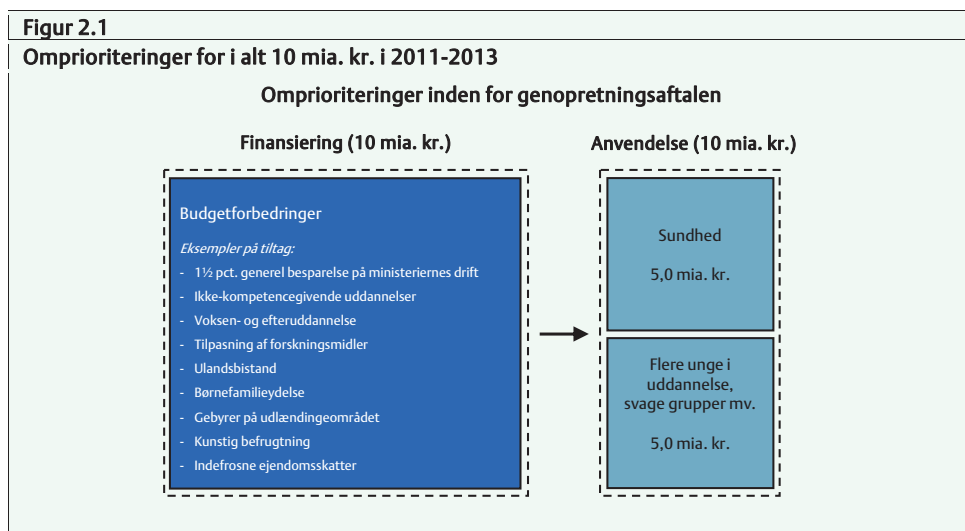 Figur 2.1
Omprioriteringer for i alt 10 mia. kr. i 2011-2013
Omprioriteringer inden for genopretningsaftalen
Finansiering (10 mia. kr.)
Budgetforbedringer
Eksempler på tiltag:
- 1½ pct. generel besparelse på ministeriernes drift
- Ikke-kompetencegivende uddannelser
- Voksen- og efteruddannelse
- Tilpasning af forskningsmidler
- Ulandsbistand
- Børnefamilieydelse
- Gebyrer på udlændingeområdet
- Kunstig befrugtning
- Indefrosne ejendomsskatter
Anvendelse (10 mia. kr.)
Sundhed
5,0 mia. kr.
Flere unge i
uddannelse,
svage grupper mv.
5,0 mia. kr.